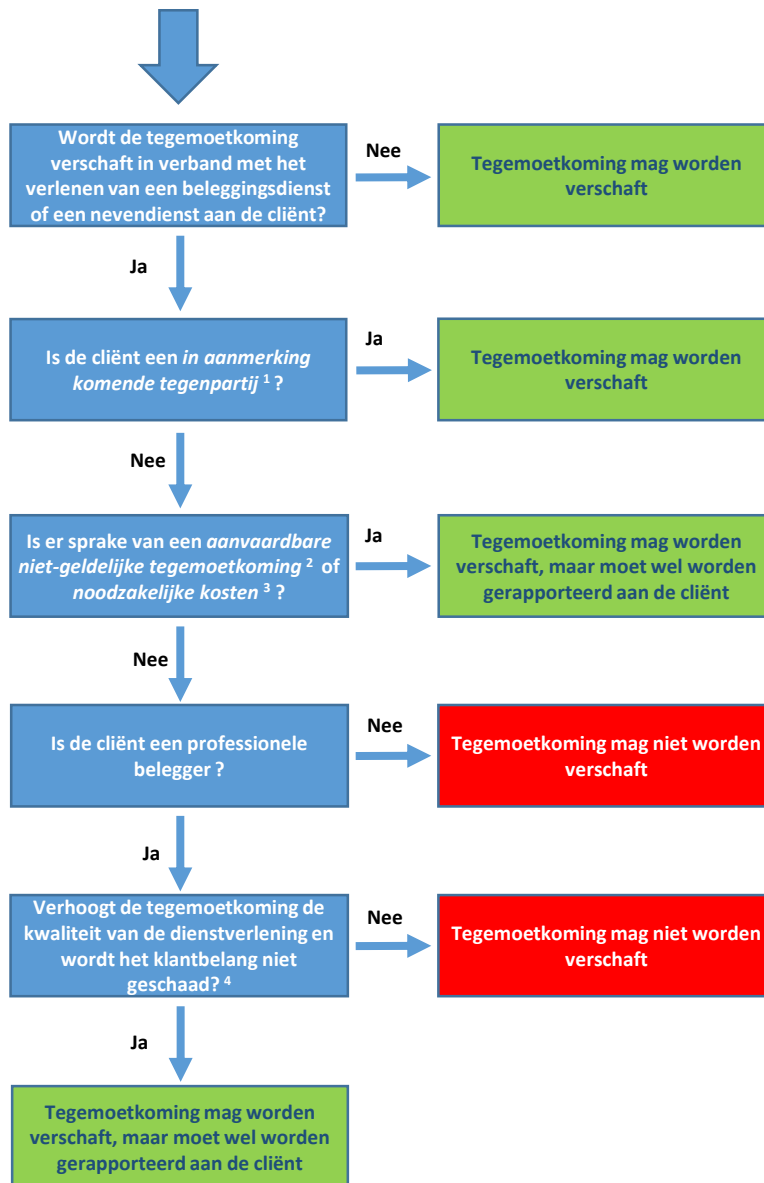 Wordt de tegemoetkoming
verschaft in verband met het
verlenen van een beleggingsdienst
of een nevendienst aan de cliënt?
Nee
Tegemoetkoming mag worden
verschaft
Ja
Is de cliënt een in aanmerking
komende tegenpartij ¹ ?
Ja
Tegemoetkoming mag worden
verschaft
Nee
Is er sprake van een aanvaardbare
niet-geldelijke tegemoetkoming ² of
noodzakelijke kosten ³ ?
Ja
Tegemoetkoming mag worden
verschaft, maar moet wel worden
gerapporteerd aan de cliënt
Nee
Is de cliënt een professionele
belegger ?
Nee
Tegemoetkoming mag niet worden
verschaft
Ja
Verhoogt de tegemoetkoming de
kwaliteit van de dienstverlening en
wordt het klantbelang niet
geschaad? ⁴
Nee
Tegemoetkoming mag niet worden
verschaft
Ja
Tegemoetkoming mag worden
verschaft, maar moet wel worden
gerapporteerd aan de cliënt